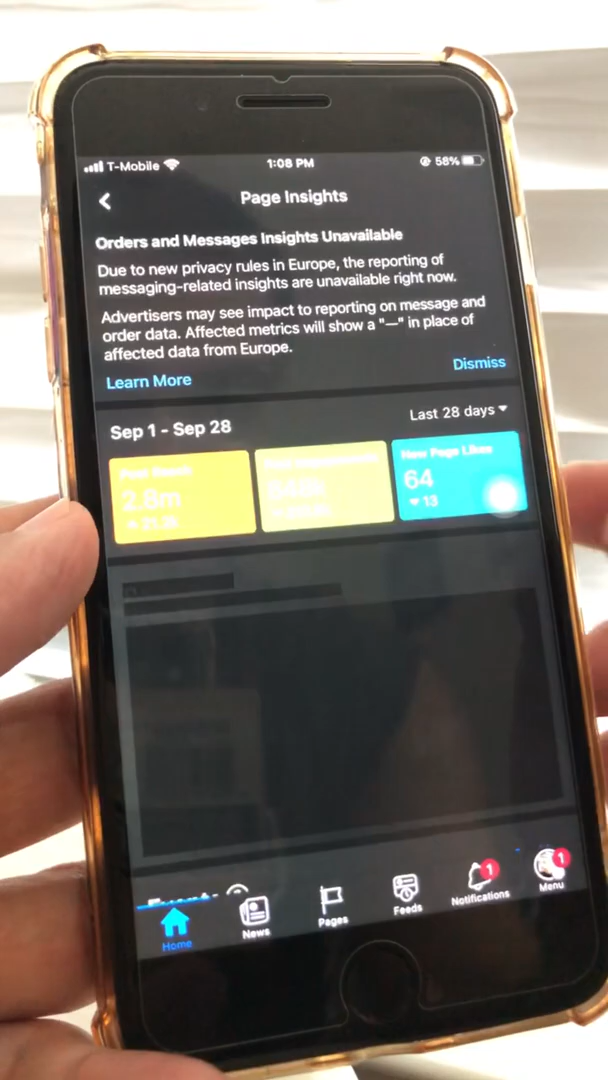 T-Mobile
1:08 PM
58%
Page Insights
Orders and Messages Insights Unavailable
Due to new privacy rules in Europe, the reporting of
messaging-related insights are unavailable right now.
Advertisers may see impact to reporting on message and
order data. Affected metrics will show a "—" in place of
affected data from Europe.
Learn More
Dismiss
Sep 1 - Sep 28
Last 28 days
Post Reach
2.8m
New Page Likes
64
13
1
1
Home
News
Pages
Feeds
Notifications
Menu